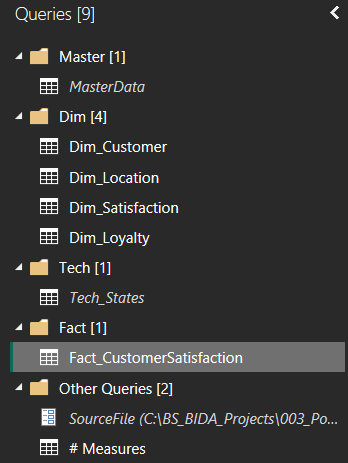 Queries [9]
Master [1]
MasterData
Dim [4]
Dim_Customer
Dim_Location
Dim_Satisfaction
Dim_Loyalty
Tech [1]
Tech_States
Fact [1]
Fact_CustomerSatisfaction
Other Queries [2]
SourceFile (C:\BS_BIDA_Projects\003_Po...
# Measures